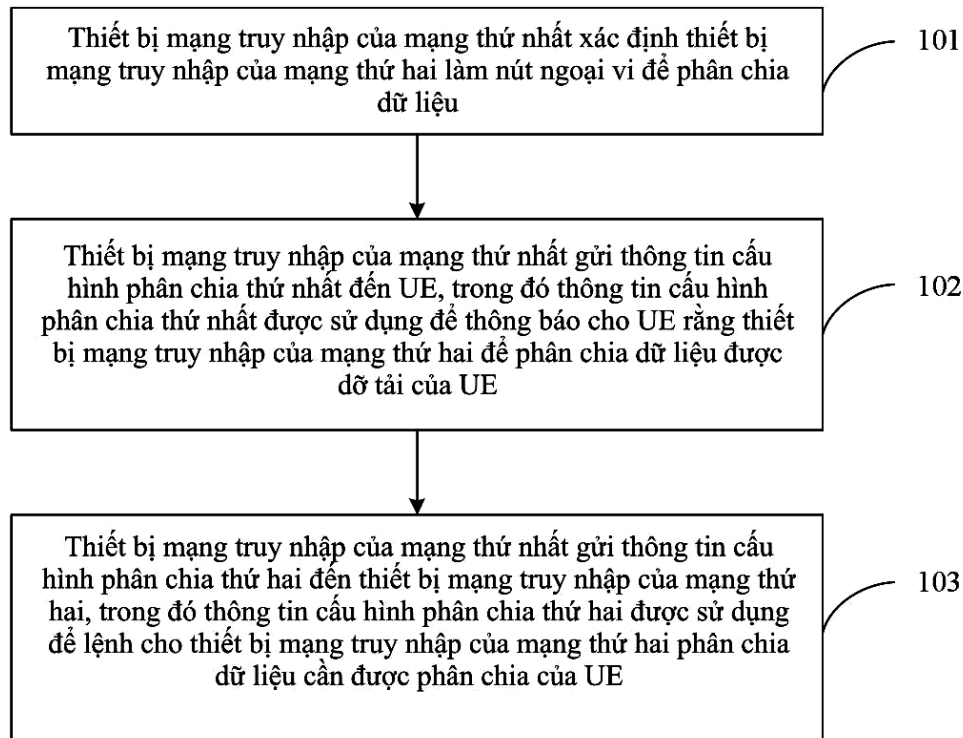 Thiết bị mạng truy nhập của mạng thứ nhất xác định thiết bị
mạng truy nhập của mạng thứ hai làm nút ngoại vi để phân chia
dữ liệu
101
Thiết bị mạng truy nhập của mạng thứ nhất gửi thông tin cấu
hình phân chia thứ nhất đến UE, trong đó thông tin cấu hình
phân chia thứ nhất được sử dụng để thông báo cho UE rằng thiết
bị mạng truy nhập của mạng thứ hai để phân chia dữ liệu được
dỡ tải của UE
102
Thiết bị mạng truy nhập của mạng thứ nhất gửi thông tin cấu
hình phân chia thứ hai đến thiết bị mạng truy nhập của mạng thứ
hai, trong đó thông tin cấu hình phân chia thứ hai được sử dụng
để lệnh cho thiết bị mạng truy nhập của mạng thứ hai phân chia
dữ liệu cần được phân chia của UE
103